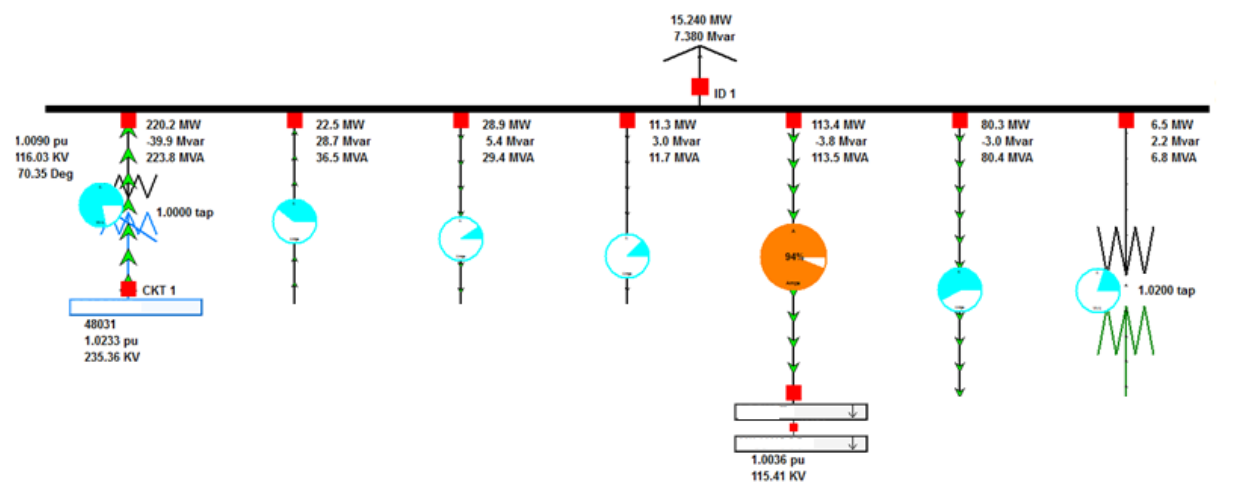 15.240 MW
7.380 Mvar
ID 1
1.0090 pu
116.03 KV
70.35 Deg
220.2 MW
-39.9 Mvar
223.8 MVA
22.5 MW
28.7 Mvar
36.5 MVA
28.9 MW
5.4 Mvar
29.4 MVA
11.3 MW
3.0 Mvar
11.7 MVA
113.4 MW
-3.8 Mvar
113.5 MVA
80.3 MW
-3.0 Mvar
80.4 MVA
6.5 MW
2.2 Mvar
6.8 MVA
1.0000 tap
94%
1.0200 tap
CKT 1
48031
1.0233 pu
235.36 KV
1.0036 pu
115.41 KV